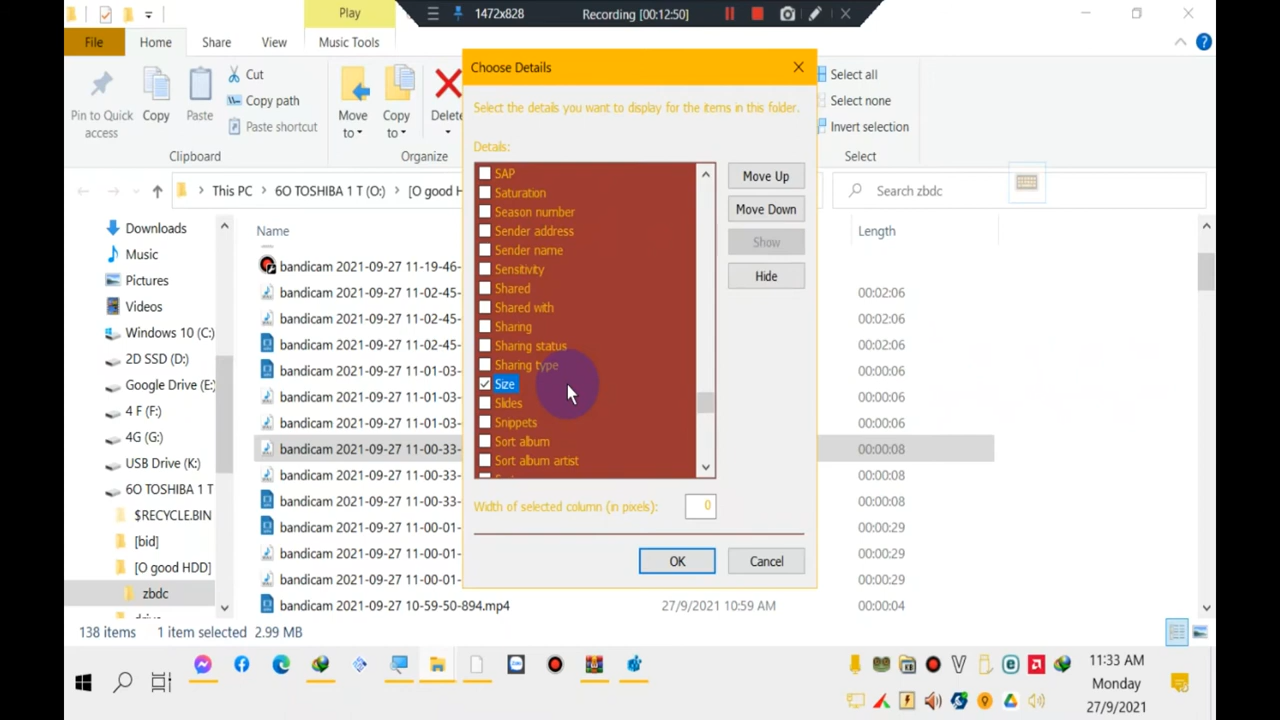 Play
1472x828
Recording [00:12:50]
File
Home
Share
View
Music Tools
Pin to Quick
access
Copy
Paste
Cut
Copy path
Paste shortcut
Clipboard
Move
to
Copy
to
Delete
Organize
Select all
Select none
Invert selection
Select
This PC
6O TOSHIBA 1 T (O:)
[O good H
Search zbdc
Downloads
Music
Pictures
Videos
Windows 10 (C:)
2D SSD (D:)
Google Drive (E:
4 F (F:)
4G (G:)
USB Drive (K:)
6O TOSHIBA 1 T
$RECYCLE.BIN
[bid]
[O good HDD]
zbdc
Name
Length
bandicam 2021-09-27 11-19-46-
bandicam 2021-09-27 11-02-45- 00:02:06
bandicam 2021-09-27 11-02-45- 00:02:06
bandicam 2021-09-27 11-02-45- 00:02:06
bandicam 2021-09-27 11-01-03- 00:00:06
bandicam 2021-09-27 11-01-03- 00:00:06
bandicam 2021-09-27 11-01-03- 00:00:06
bandicam 2021-09-27 11-00-33- 00:00:08
bandicam 2021-09-27 11-00-33- 00:00:08
bandicam 2021-09-27 11-00-33- 00:00:08
bandicam 2021-09-27 11-00-01- 00:00:29
bandicam 2021-09-27 11-00-01- 00:00:29
bandicam 2021-09-27 11-00-01- 00:00:29
bandicam 2021-09-27 10-59-50-894.mp4 27/9/2021 10:59 AM 00:00:04
Choose Details
Select the details you want to display for the items in this folder.
Details:
SAP
Saturation
Season number
Sender address
Sender name
Sensitivity
Shared
Shared with
Sharing
Sharing status
Sharing type
Size
Slides
Snippets
Sort album
Sort album artist
Move Up
Move Down
Show
Hide
Width of selected column (in pixels): 0
OK
Cancel
138 items
1 item selected 2.99 MB
11:33 AM
Monday
27/9/2021